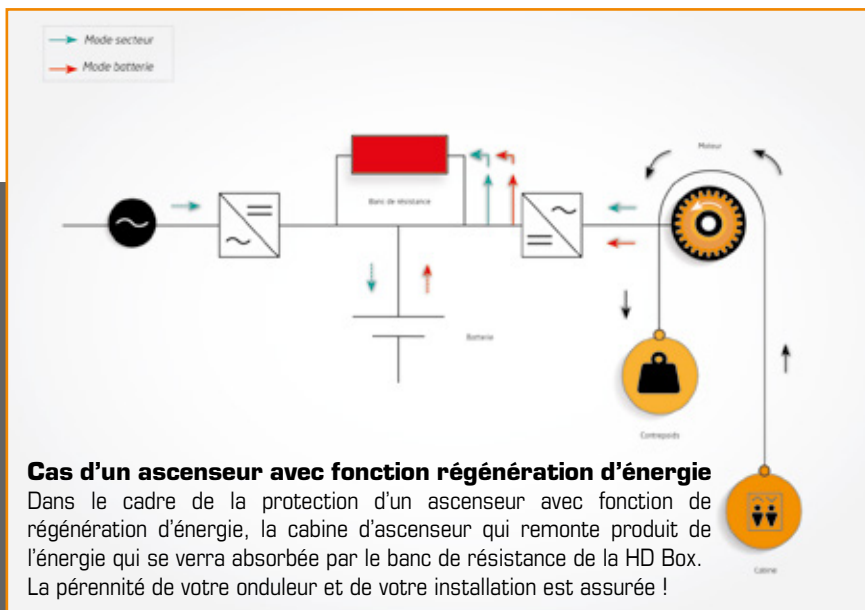 Mode secteur
Mode batterie
Moteur
Banc de résistance
Batterie
Contrepoids
Cas d’un ascenseur avec fonction régénération d’énergie
Dans le cadre de la protection d’un ascenseur avec fonction de
régénération d’énergie, la cabine d’ascenseur qui remonte produit de
l’énergie qui se verra absorbée par le banc de résistance de la HD Box.
La pérennité de votre onduleur et de votre installation est assurée !
Cabine